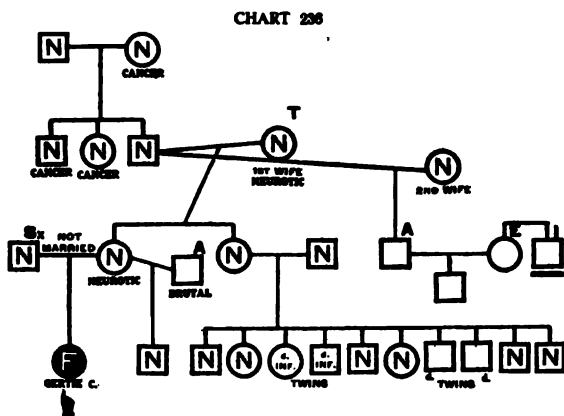 CHART 236
N
N
CANCER
T
N
N
N
N
N
CANCER
CANCER
1ST WIFE
NEUROTIC
2ND WIFE
Sx
NOT
MARRIED
A
A
E
N
N
N
N
NEUROTIC
BRUTAL
F
N
N
N
d.
INF.
d.
INF.
N
N
d.
d.
N
N
GERTIE C.
TWINS
TWINS